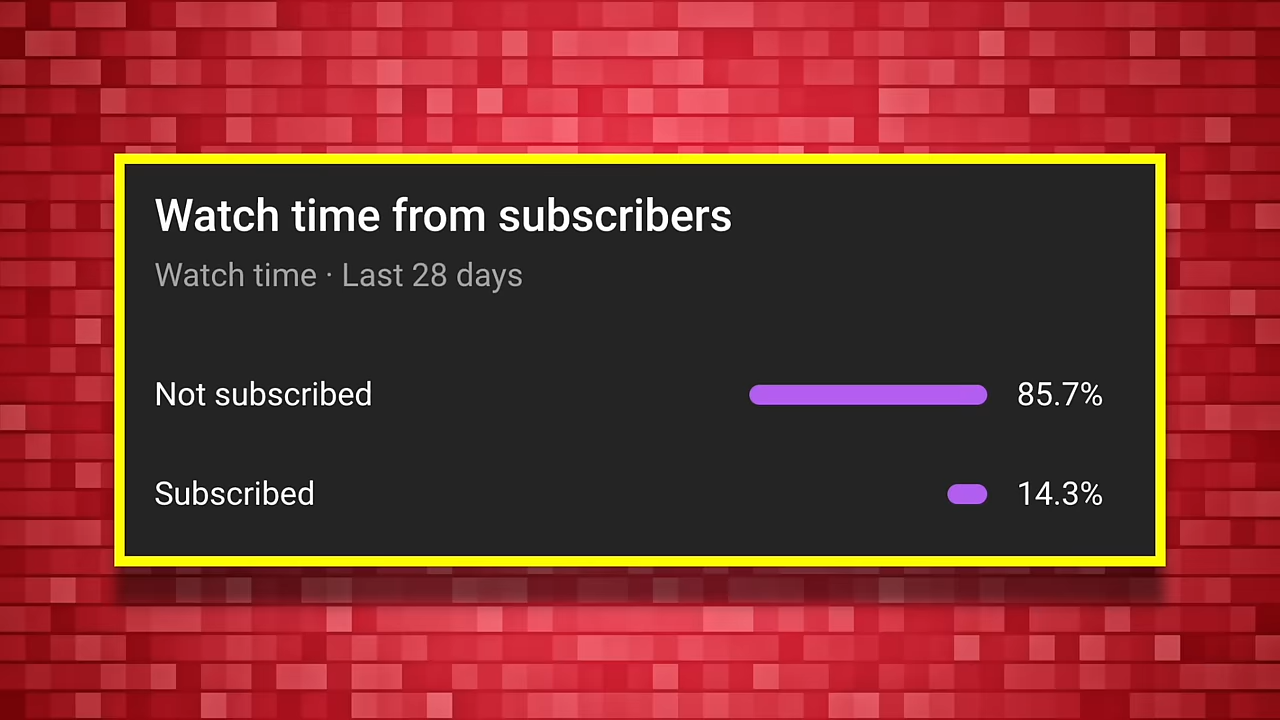 Watch time from subscribers
Watch time · Last 28 days
Not subscribed 85.7%
Subscribed 14.3%